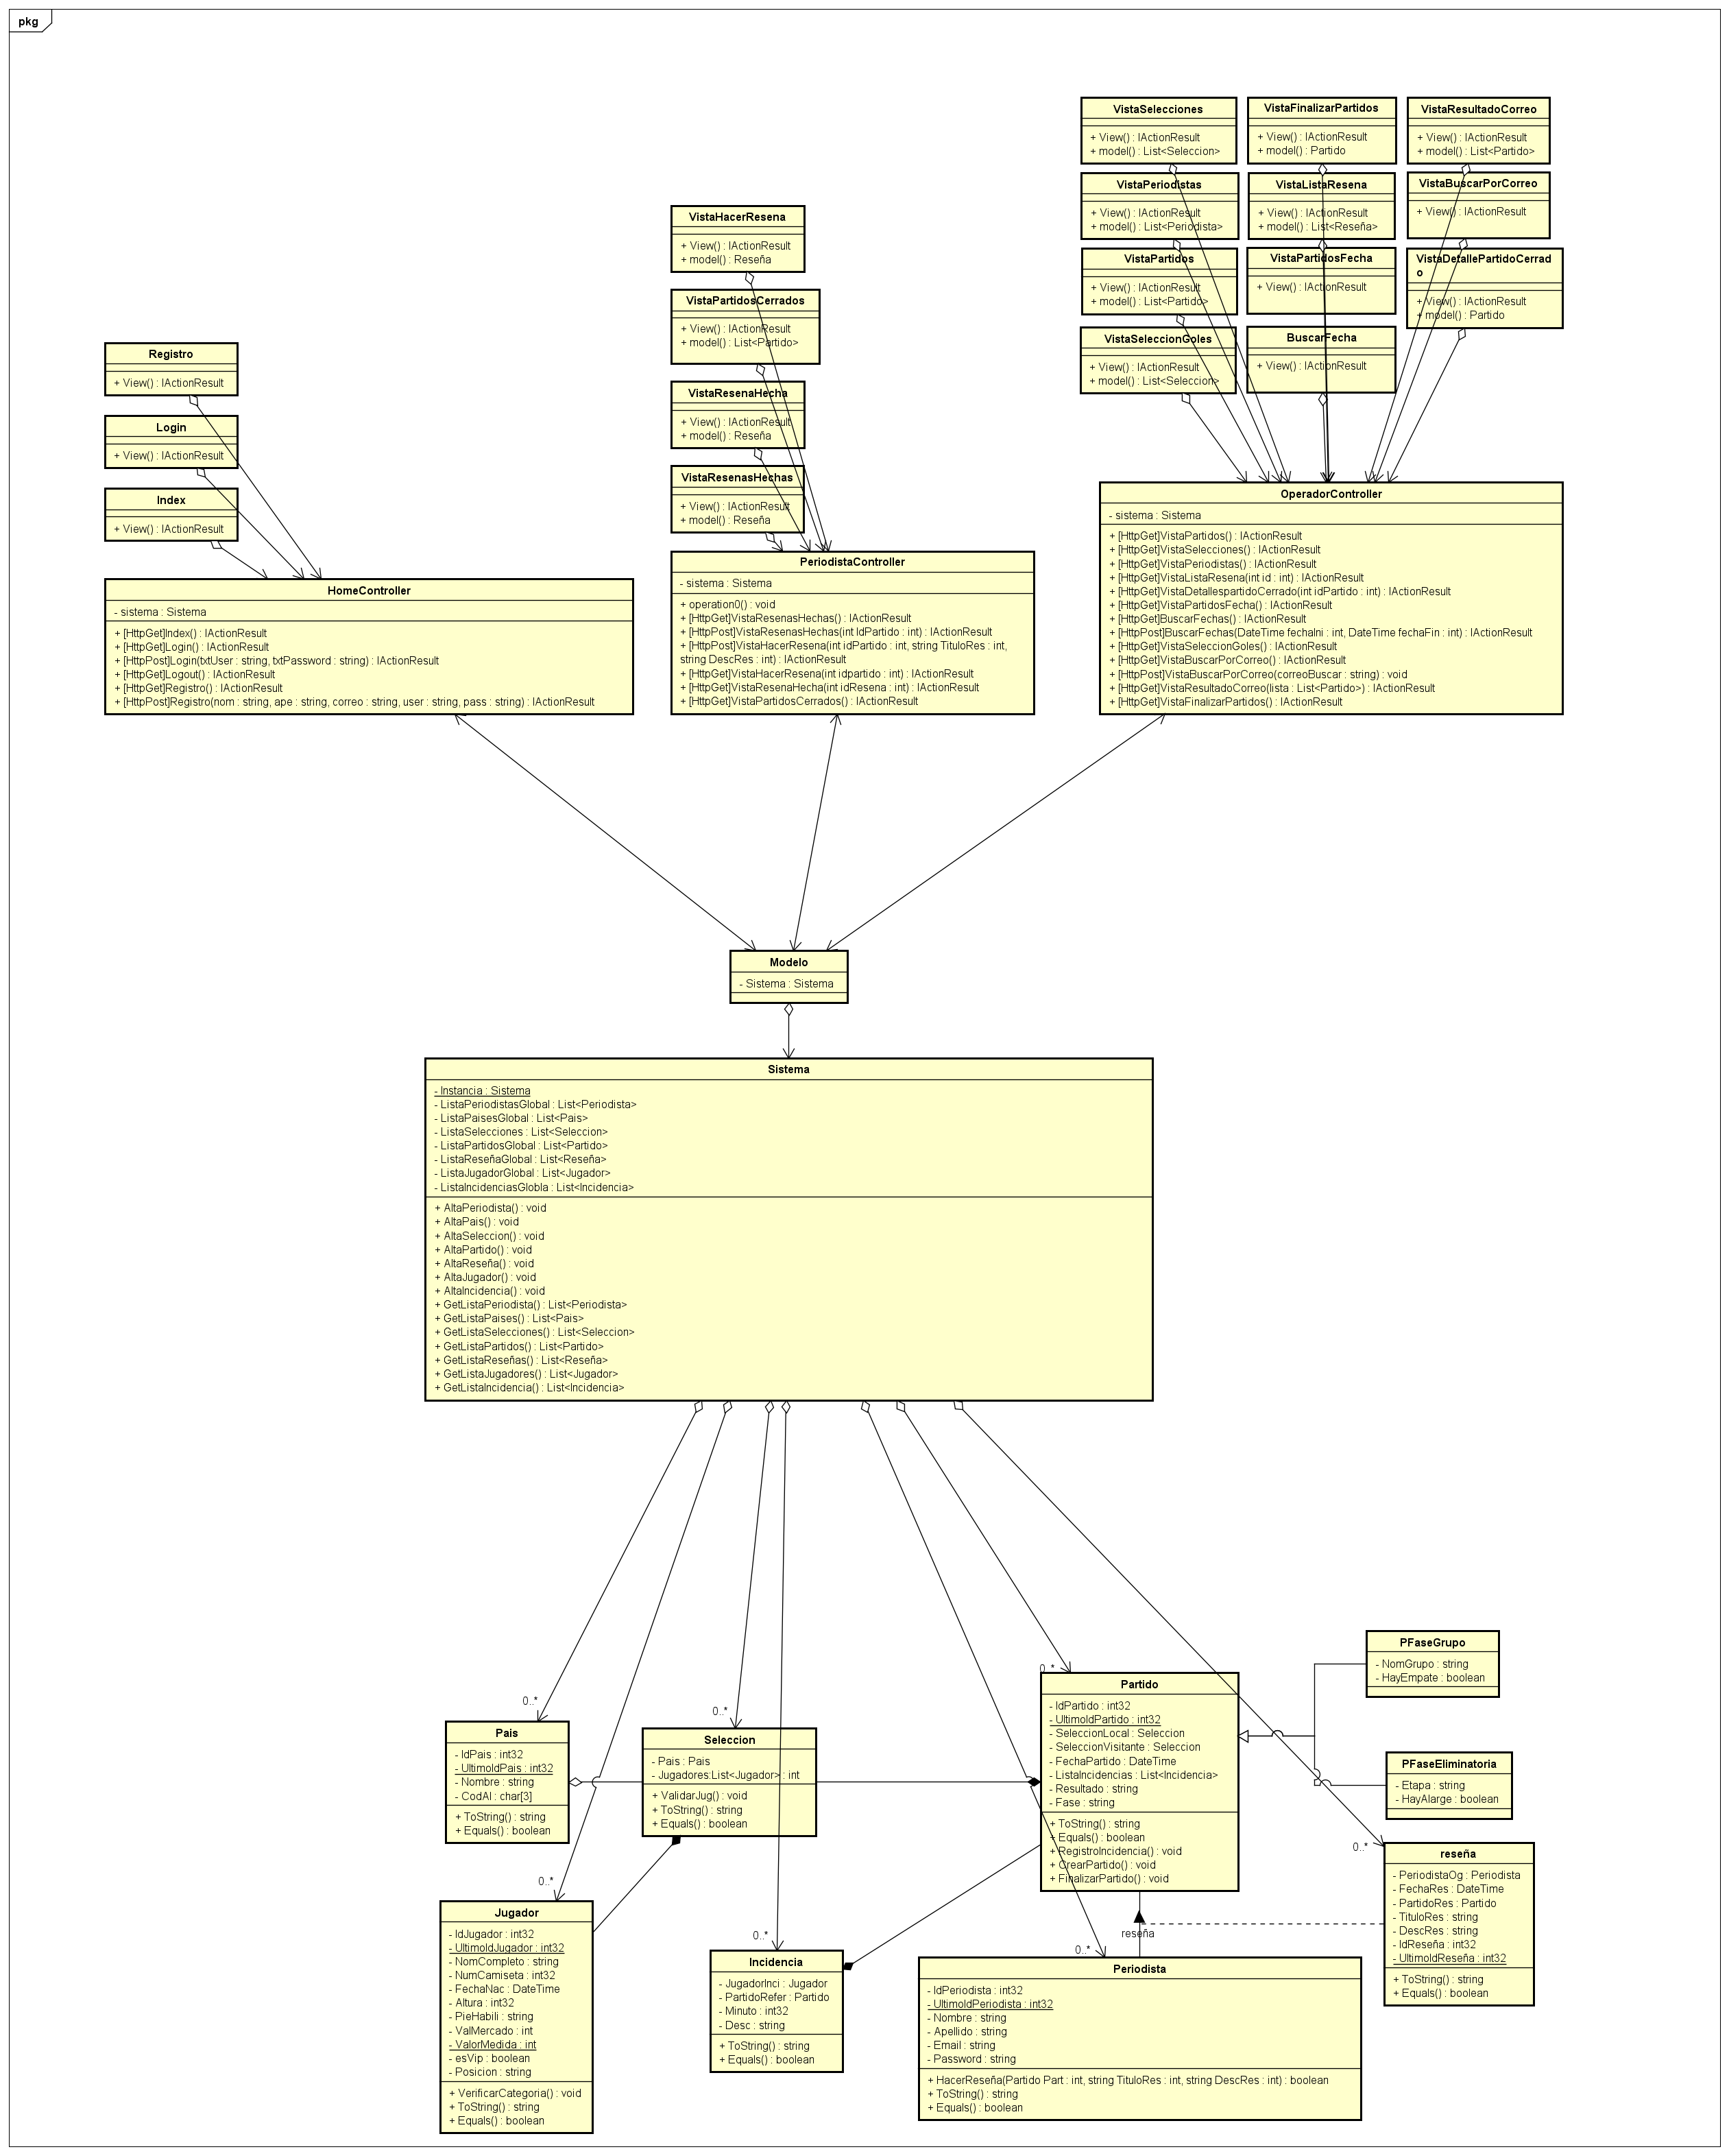 pkg
VistaSelecciones
+ View() : IActionResult
+ model() : List<Seleccion>
VistaFinalizarPartidos
+ View() : IActionResult
+ model() : Partido
VistaResultadoCorreo
+ View() : IActionResult
+ model() : List<Partido>
VistaPeriodistas
+ View() : IActionResult
+ model() : List<Periodista>
VistaListaResena
+ View() : IActionResult
+ model() : List<Reseña>
VistaBuscarPorCorreo
+ View() : IActionResult
VistaPartidos
+ View() : IActionResult
+ model() : List<Partido>
VistaPartidosFecha
+ View() : IActionResult
VistaDetallePartidoCerrad
o
+ View() : IActionResult
+ model() : Partido
VistaSeleccionGoles
+ View() : IActionResult
+ model() : List<Seleccion>
BuscarFecha
+ View() : IActionResult
VistaHacerResena
+ View() : IActionResult
+ model() : Reseña
VistaPartidosCerrados
+ View() : IActionResult
+ model() : List<Partido>
VistaResenaHecha
+ View() : IActionResult
+ model() : Reseña
VistaResenasHechas
+ View() : IActionResult
+ model() : Reseña
Registro
+ View() : IActionResult
Login
+ View() : IActionResult
Index
+ View() : IActionResult
HomeController
- sistema : Sistema
+ [HttpGet]Index() : IActionResult
+ [HttpGet]Login() : IActionResult
+ [HttpPost]Login(txtUser : string, txtPassword : string) : IActionResult
+ [HttpGet]Logout() : IActionResult
+ [HttpGet]Registro() : IActionResult
+ [HttpPost]Registro(nom : string, ape : string, correo : string, user : string, pass : string) : IActionResult
PeriodistaController
- sistema : Sistema
+ operation0() : void
+ [HttpGet]VistaResenasHechas() : IActionResult
+ [HttpPost]VistaResenasHechas(int IdPartido : int) : IActionResult
+ [HttpPost]VistaHacerResena(int idPartido : int, string TituloRes : int,
string DescRes : int) : IActionResult
+ [HttpGet]VistaHacerResena(int idpartido : int) : IActionResult
+ [HttpGet]VistaResenaHecha(int idResena : int) : IActionResult
+ [HttpGet]VistaPartidosCerrados() : IActionResult
OperadorController
- sistema : Sistema
+ [HttpGet]VistaPartidos() : IActionResult
+ [HttpGet]VistaSelecciones() : IActionResult
+ [HttpGet]VistaPeriodistas() : IActionResult
+ [HttpGet]VistaListaResena(int id : int) : IActionResult
+ [HttpGet]VistaDetallespartidoCerrado(int idPartido : int) : IActionResult
+ [HttpGet]VistaPartidosFecha() : IActionResult
+ [HttpGet]BuscarFechas() : IActionResult
+ [HttpPost]BuscarFechas(DateTime fechaIni : int, DateTime fechaFin : int) : IActionResult
+ [HttpGet]VistaSeleccionGoles() : IActionResult
+ [HttpGet]VistaBuscarPorCorreo() : IActionResult
+ [HttpPost]VistaBuscarPorCorreo(correoBuscar : string) : void
+ [HttpGet]VistaResultadoCorreo(lista : List<Partido>) : IActionResult
+ [HttpGet]VistaFinalizarPartidos() : IActionResult
Modelo
- Sistema : Sistema
Sistema
- Instancia : Sistema
- ListaPeriodistasGlobal : List<Periodista>
- ListaPaisesGlobal : List<Pais>
- ListaSelecciones : List<Seleccion>
- ListaPartidosGlobal : List<Partido>
- ListaReseñaGlobal : List<Reseña>
- ListaJugadorGlobal : List<Jugador>
- ListaIncidenciasGlobla : List<Incidencia>
+ AltaPeriodista() : void
+ AltaPais() : void
+ AltaSeleccion() : void
+ AltaPartido() : void
+ AltaReseña() : void
+ AltaJugador() : void
+ AltaIncidencia() : void
+ GetListaPeriodista() : List<Periodista>
+ GetListaPaises() : List<Pais>
+ GetListaSelecciones() : List<Seleccion>
+ GetListaPartidos() : List<Partido>
+ GetListaReseñas() : List<Reseña>
+ GetListaJugadores() : List<Jugador>
+ GetListaIncidencia() : List<Incidencia>
0..*
Pais
- IdPais : int32
- UltimoIdPais : int32
- Nombre : string
- CodAl : char[3]
+ ToString() : string
+ Equals() : boolean
0..*
Seleccion
- Pais : Pais
- Jugadores:List<Jugador> : int
+ ValidarJug() : void
+ ToString() : string
+ Equals() : boolean
0..*
Partido
- IdPartido : int32
- UltimoIdPartido : int32
- SeleccionLocal : Seleccion
- SeleccionVisitante : Seleccion
- FechaPartido : DateTime
- ListaIncidencias : List<Incidencia>
- Resultado : string
- Fase : string
+ ToString() : string
+ Equals() : boolean
+ RegistroIncidencia() : void
+ CrearPartido() : void
+ FinalizarPartido() : void
PFaseGrupo
- NomGrupo : string
- HayEmpate : boolean
PFaseEliminatoria
- Etapa : string
- HayAlarge : boolean
0..*
reseña
- PeriodistaOg : Periodista
- FechaRes : DateTime
- PartidoRes : Partido
- TituloRes : string
- DescRes : string
- IdReseña : int32
- UltimoIdReseña : int32
+ ToString() : string
+ Equals() : boolean
0..*
Jugador
- IdJugador : int32
- UltimoIdJugador : int32
- NomCompleto : string
- NumCamiseta : int32
- FechaNac : DateTime
- Altura : int32
- PieHabili : string
- ValMercado : int
- ValorMedida : int
- esVip : boolean
- Posicion : string
+ VerificarCategoria() : void
+ ToString() : string
+ Equals() : boolean
0..*
Incidencia
- JugadorInci : Jugador
- PartidoRefer : Partido
- Minuto : int32
- Desc : string
+ ToString() : string
+ Equals() : boolean
reseña
0..*
Periodista
- IdPeriodista : int32
- UltimoIdPeriodista : int32
- Nombre : string
- Apellido : string
- Email : string
- Password : string
+ HacerReseña(Partido Part : int, string TituloRes : int, string DescRes : int) : boolean
+ ToString() : string
+ Equals() : boolean